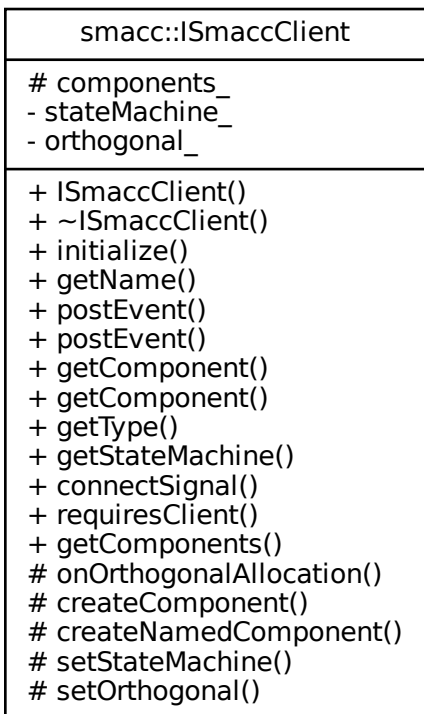 smacc::ISmaccClient
# components_
- stateMachine_
- orthogonal_
+ ISmaccClient()
+ ~ISmaccClient()
+ initialize()
+ getName()
+ postEvent()
+ postEvent()
+ getComponent()
+ getComponent()
+ getType()
+ getStateMachine()
+ connectSignal()
+ requiresClient()
+ getComponents()
# onOrthogonalAllocation()
# createComponent()
# createNamedComponent()
# setStateMachine()
# setOrthogonal()